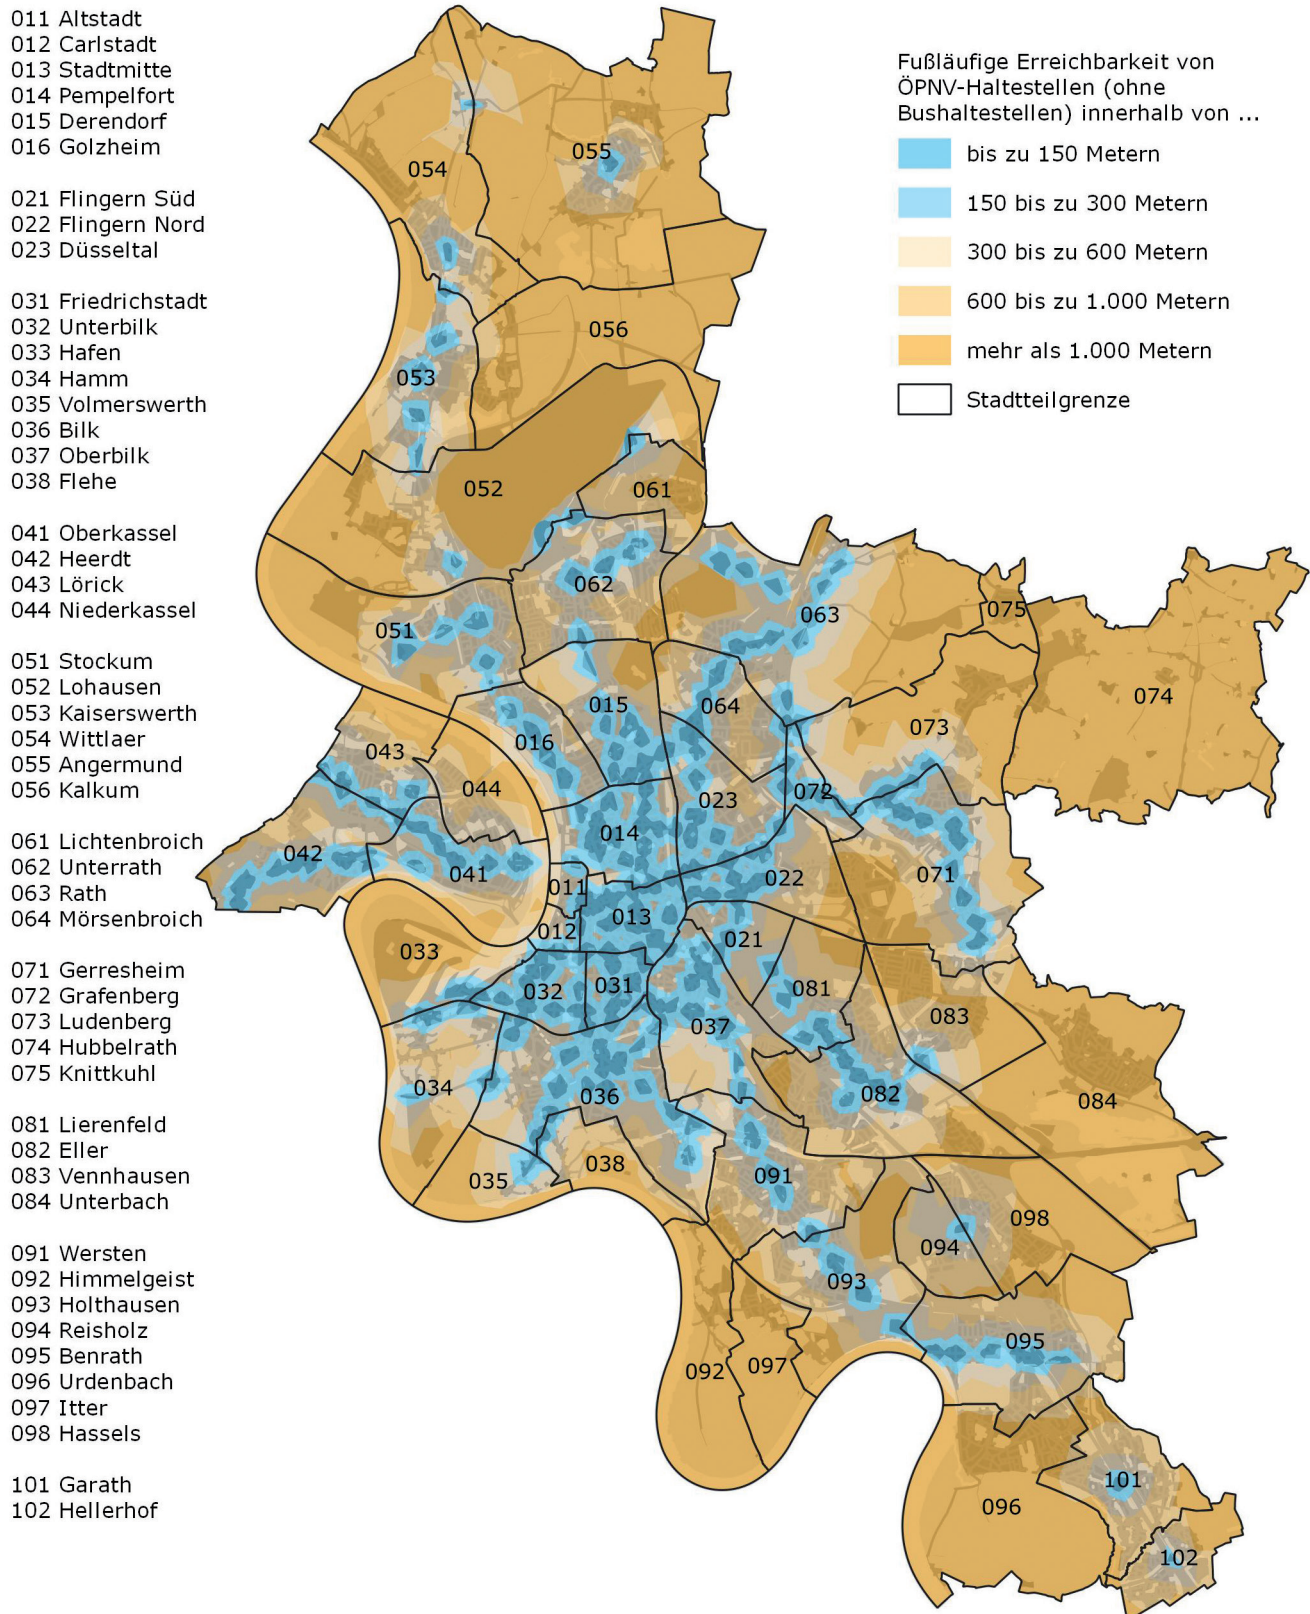 011 Altstadt
012 Carlstadt
013 Stadtmitte
014 Pempelfort
015 Derendorf
016 Golzheim
021 Flingern Süd
022 Flingern Nord
023 Düsseltal
031 Friedrichstadt
032 Unterbilk
033 Hafen
034 Hamm
035 Volmerswerth
036 Bilk
037 Oberbilk
038 Flehe
041 Oberkassel
042 Heerdt
043 Lörick
044 Niederkassel
051 Stockum
052 Lohausen
053 Kaiserswerth
054 Wittlaer
055 Angermund
056 Kalkum
061 Lichtenbroich
062 Unterrath
063 Rath
064 Mörsenbroich
071 Gerresheim
072 Grafenberg
073 Ludenberg
074 Hubbelrath
075 Knittkuhl
081 Lierenfeld
082 Eller
083 Vennhausen
084 Unterbach
091 Wersten
092 Himmelgeist
093 Holthausen
094 Reisholz
095 Benrath
096 Urdenbach
097 Itter
098 Hassels
101 Garath
102 Hellerhof
Fußläufige Erreichbarkeit von
ÖPNV-Haltestellen (ohne
Bushaltestellen) innerhalb von ...
bis zu 150 Metern
150 bis zu 300 Metern
300 bis zu 600 Metern
600 bis zu 1.000 Metern
mehr als 1.000 Metern
Stadtteilgrenze
055
054
056
053
052
061
062
075
063
051
074
015
064
073
016
043
044
072
023
014
042
041
071
022
011
013
012
021
033
032
031
081
037
083
034
036
082
084
038
091
035
098
094
093
095
097
092
101
096
102